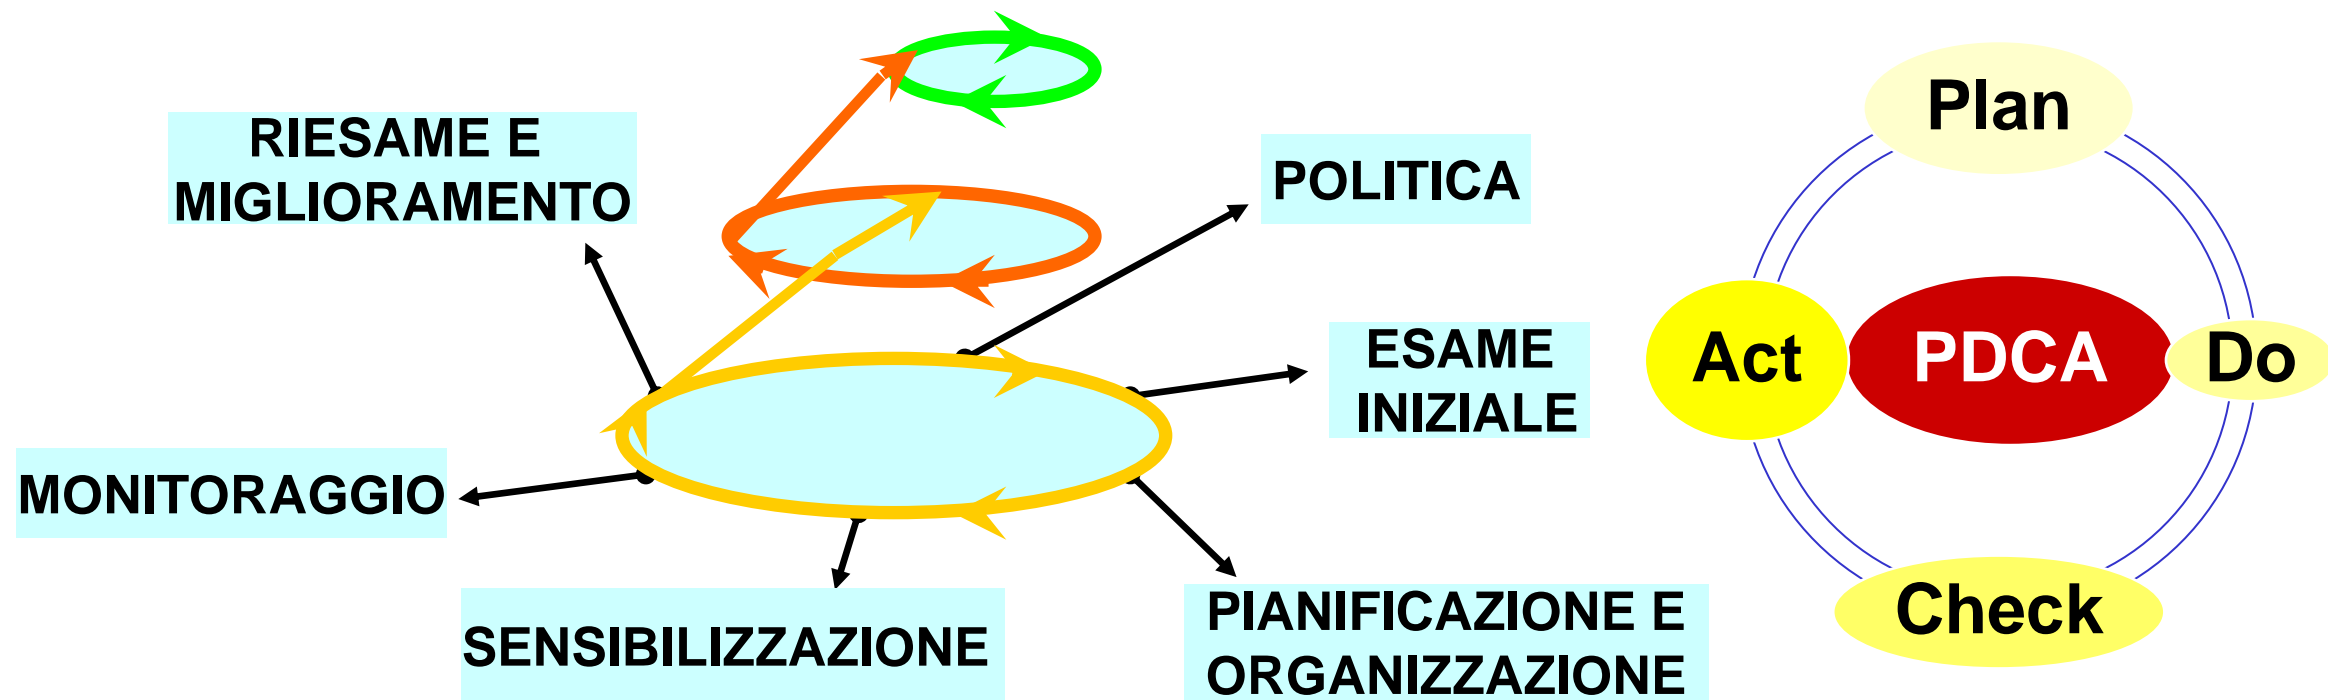 RIESAME E
MIGLIORAMENTO
POLITICA
ESAME
INIZIALE
MONITORAGGIO
SENSIBILIZZAZIONE
PIANIFICAZIONE E
ORGANIZZAZIONE
Plan
Act
PDCA
Do
Check